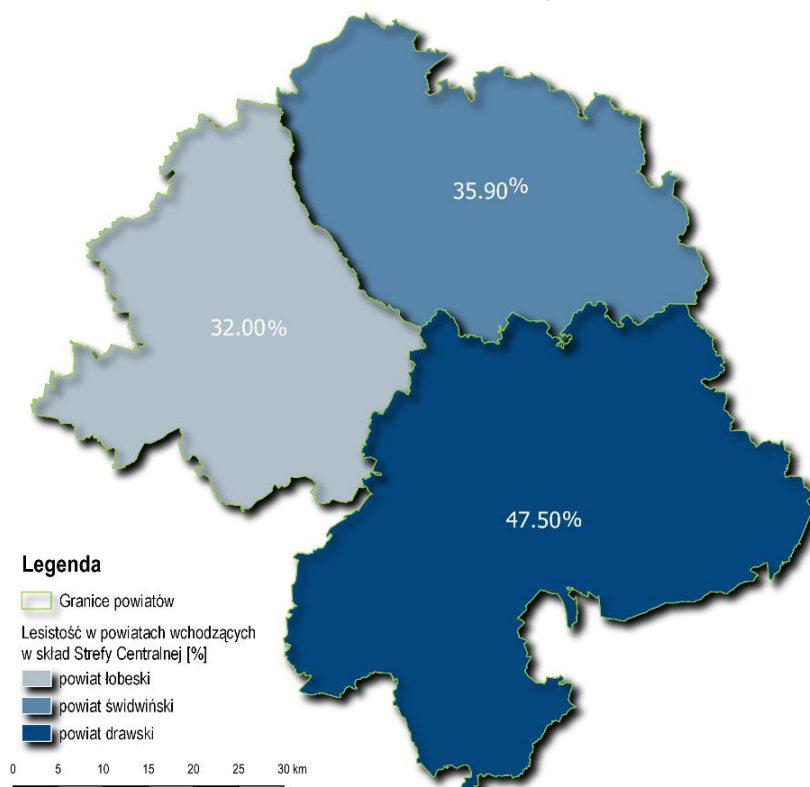 35.90%
32.00%
47.50%
Legenda
Granice powiatów
Lesistość w powiatach wchodzących
w skład Strefy Centralnej [%]
powiat łobeski
powiat świdwiński
powiat drawski
0 5 10 15 20 25 30 km